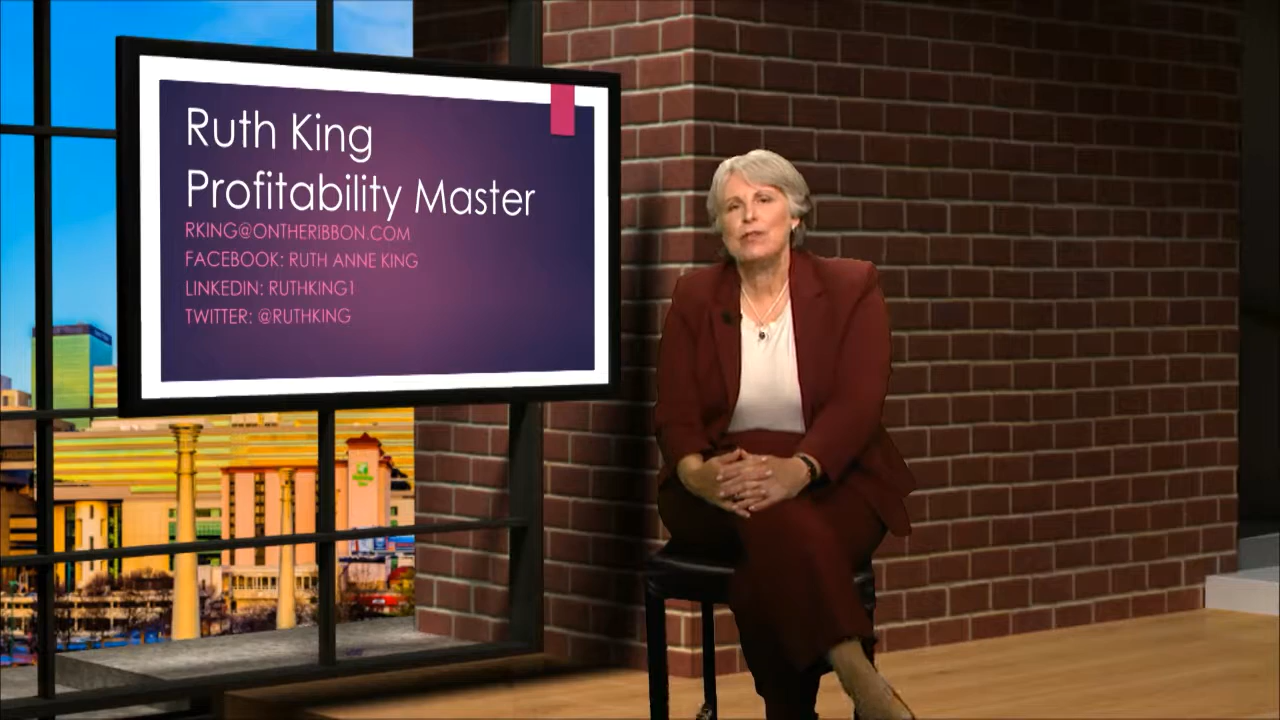 Ruth King
Profitability Master
RKING@ONTHERIBBON.COM
FACEBOOK: RUTH ANNE KING
LINKEDIN: RUTHKING1
TWITTER: @RUTHKING